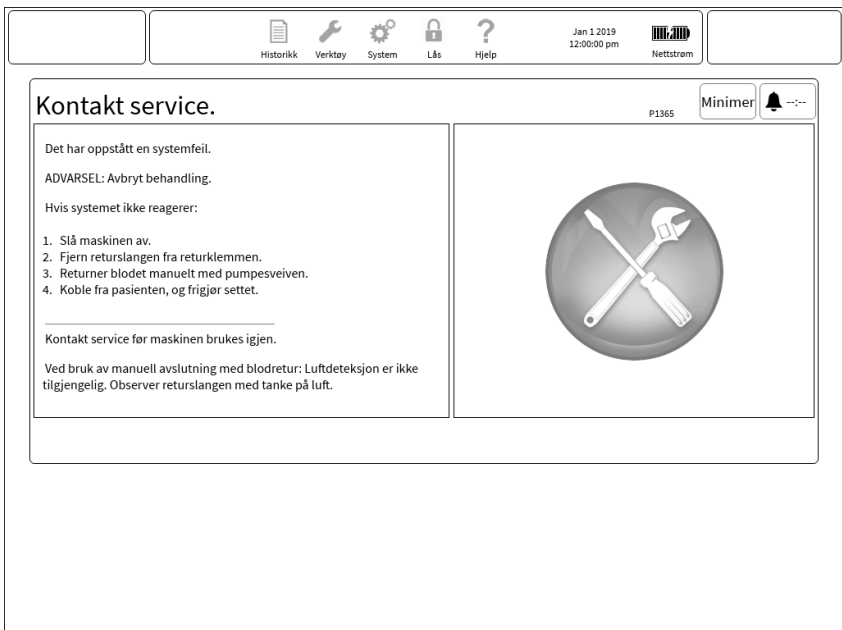 Historikk Verktøy System Lås Hjelp
Jan 1 2019
12:00:00 pm
Nettstrøm
Kontakt service.
P1365
Minimer
--:--
Det har oppstått en systemfeil.
ADVARSEL: Avbryt behandling.
Hvis systemet ikke reagerer:
1. Slå maskinen av.
2. Fjern returslangen fra returklemmen.
3. Returner blodet manuelt med pumpesveiven.
4. Koble fra pasienten, og frigjør settet.
Kontakt service før maskinen brukes igjen.
Ved bruk av manuell avslutning med blodretur: Luftdeteksjon er ikke
tilgjengelig. Observer returslangen med tanke på luft.